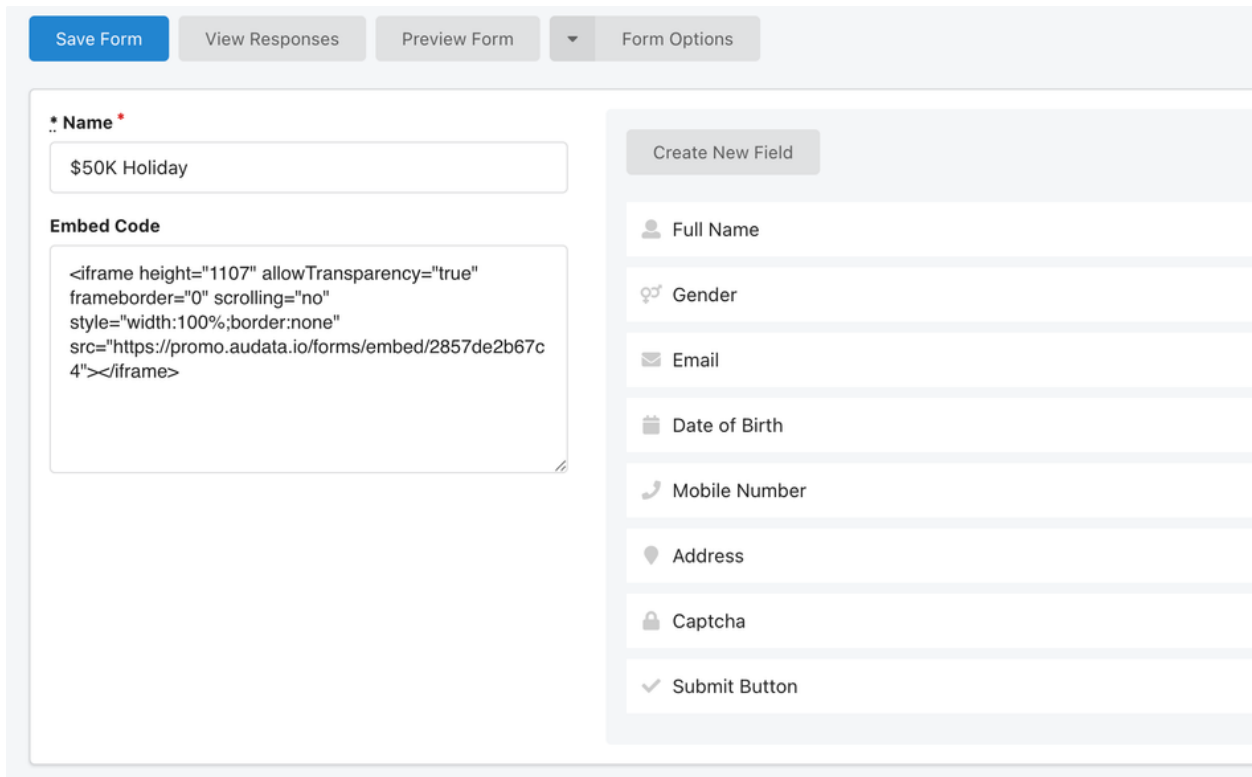 Save Form
View Responses
Preview Form
Form Options
* Name *
$50K Holiday
Embed Code
<iframe height="1107" allowTransparency="true"
frameborder="0" scrolling="no"
style="width:100%;border:none"
src="https://promo.audata.io/forms/embed/2857de2b67c
4"></iframe>
Create New Field
Full Name
Gender
Email
Date of Birth
Mobile Number
Address
Captcha
Submit Button